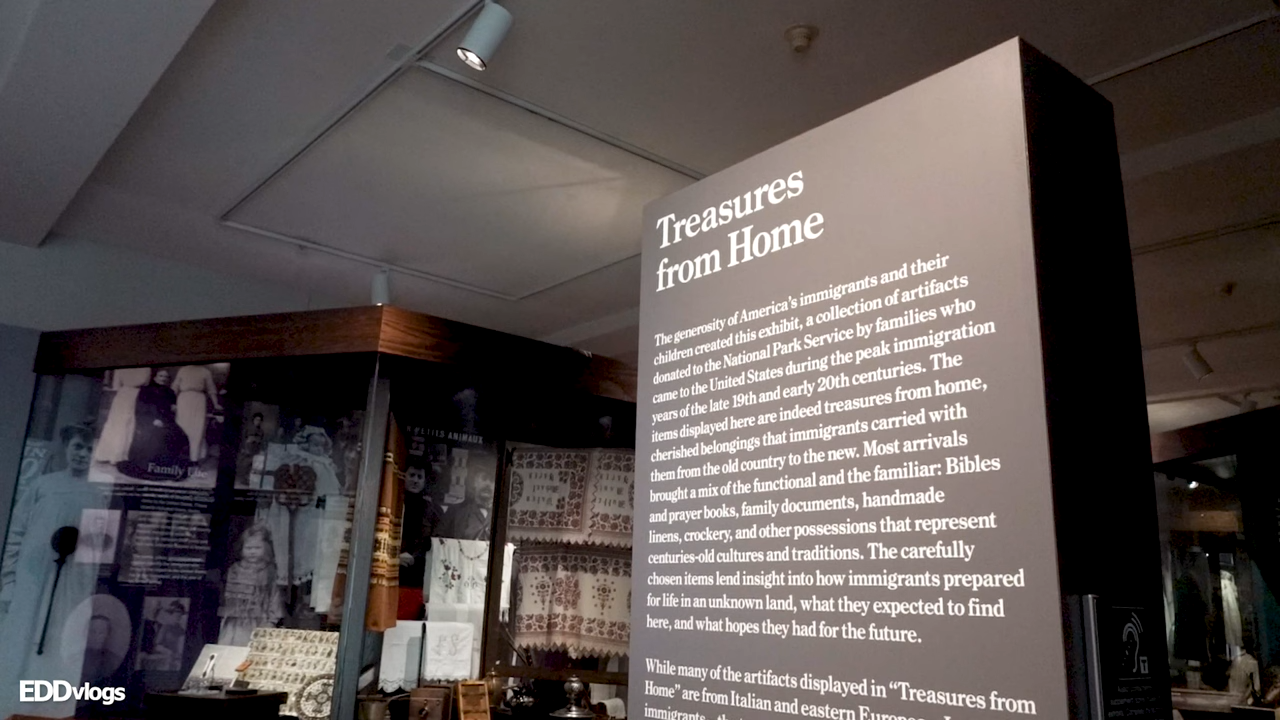 Treasures
from Home
The generosity of America's immigrants and their
children created this exhibit, a collection of artifacts
donated to the National Park Service by families who
came to the United States during the peak immigration
years of the late 19th and early 20th centuries. The
items displayed here are indeed treasures from home,
cherished belongings that immigrants carried with
them from the old country to the new. Most arrivals
brought a mix of the functional and the familiar: Bibles
and prayer books, family documents, handmade
linens, crockery, and other possessions that represent
centuries-old cultures and traditions. The carefully
chosen items lend insight into how immigrants prepared
for life in an unknown land, what they expected to find
here, and what hopes they had for the future.
While many of the artifacts displayed in “Treasures from
Home” are from Italian and eastern European
immigrants
Family
ANIMAUX
EDDvlogs